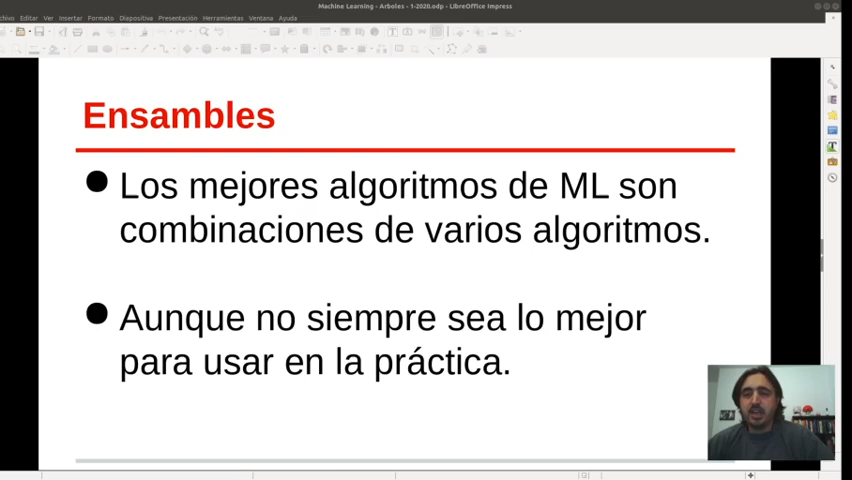 Machine Learning - Arboles - 1-2020.odp - LibreOffice Impress
Editar Ver Insertar Formato Diapositiva Presentación Herramientas Ventana Ayuda
Ensambles
Los mejores algoritmos de ML son
combinaciones de varios algoritmos.
Aunque no siempre sea lo mejor
para usar en la práctica.